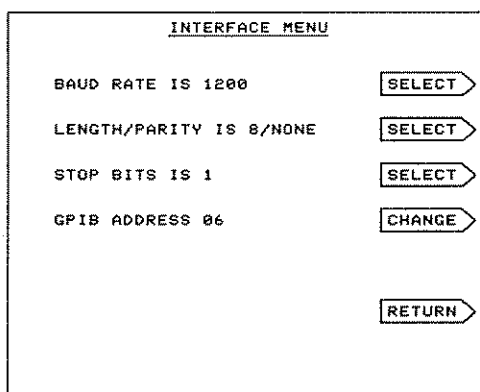 INTERFACE MENU
BAUD RATE IS 1200 SELECT
LENGTH/PARITY IS 8/NONE SELECT
STOP BITS IS 1 SELECT
GPIB ADDRESS 06 CHANGE
RETURN